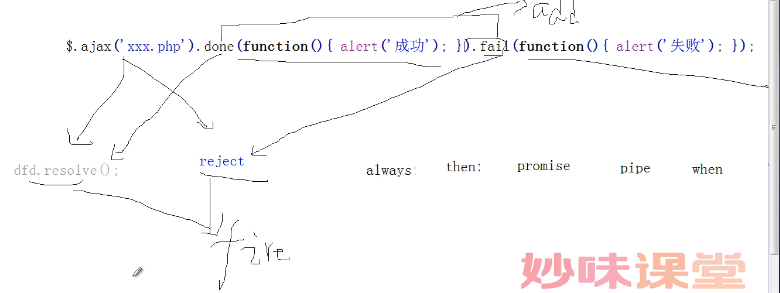 add
$.ajax('xxx.php').done(function(){ alert('成功'); }).fail(function(){ alert('失败'); });
dfd.resolve(); reject always: then: promise pipe when
fire
妙味课堂